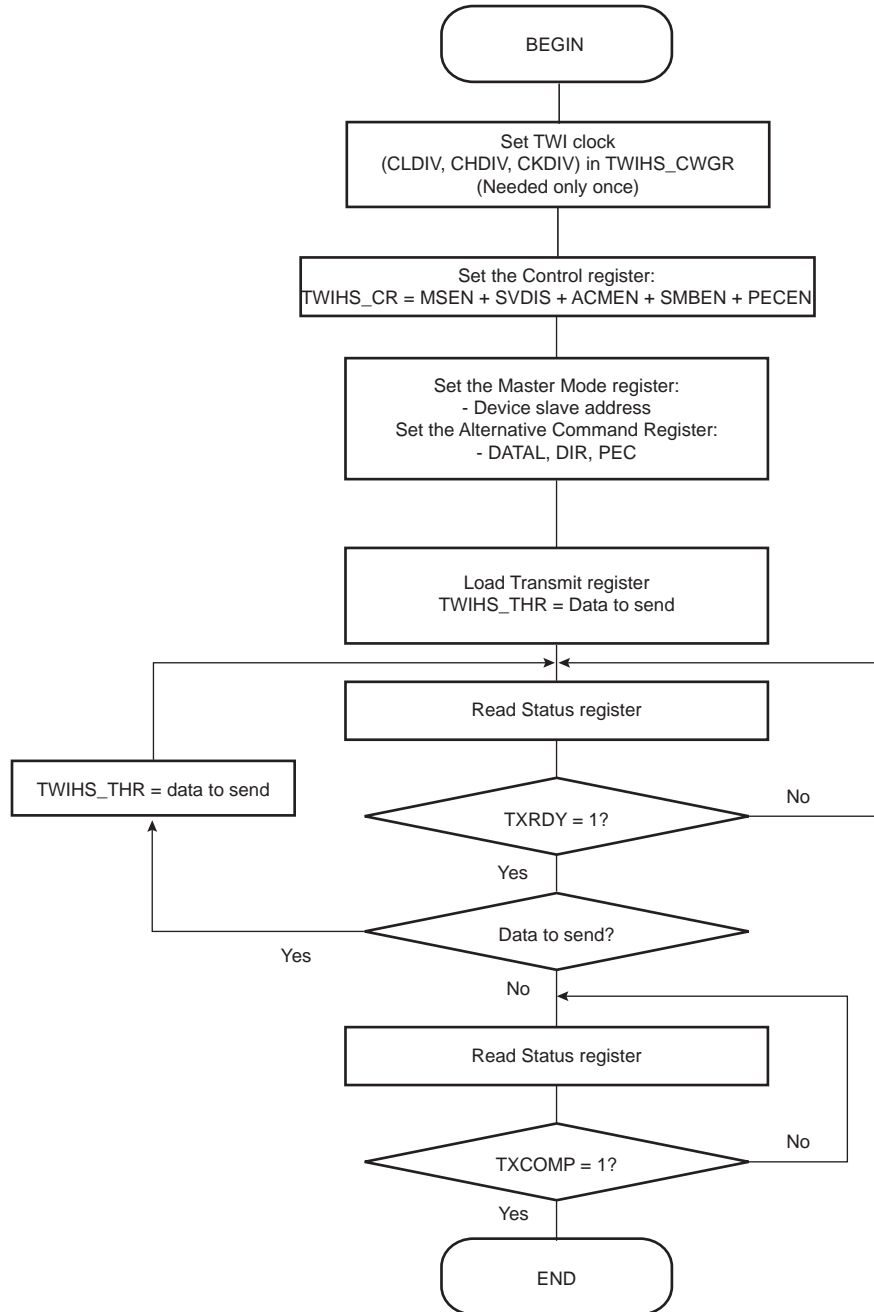 BEGIN
Set TWI clock
(CLDIV, CHDIV, CKDIV) in TWIHS_CWGR
(Needed only once)
Set the Control register:
TWIHS_CR = MSEN + SVDIS + ACMEN + SMBEN + PECEN
Set the Master Mode register:
- Device slave address
Set the Alternative Command Register:
- DATAL, DIR, PEC
Load Transmit register
TWIHS_THR = Data to send
Read Status register
TWIHS_THR = data to send
TXRDY = 1?
No
Yes
Data to send?
Yes
No
Read Status register
TXCOMP = 1?
No
Yes
END